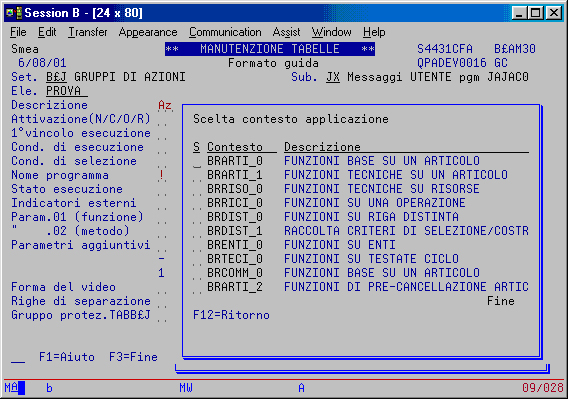 Session B - [24 x 80]
File Edit Transfer Appearance Communication Assist Window Help
Smea ** MANUTENZIONE TABELLE ** S4431CFA B£AM30
6/08/01 Formato guida QPADEV0016 GC
Set. B£J GRUPPI DI AZIONI Sub. JX Messaggi UTENTE pgm JAJAC0
Ele. PROVA
Descrizione Az
Attivazione(N/C/O/R)
1°vincolo esecuzione
Cond. di esecuzione
Cond. di selezione
Nome programma !
Stato esecuzione
Indicatori esterni
Param.01 (funzione)
" .02 (metodo)
Parametri aggiuntivi
-
1
Forma del video
Righe di separazione
Gruppo protez.TABB£J
Scelta contesto applicazione
S Contesto Descrizione
_ BRARTI_0 FUNZIONI BASE SU UN ARTICOLO
BRARTI_1 FUNZIONI TECNICHE SU UN ARTICOLO
BRRISO_0 FUNZIONI TECNICHE SU RISORSE
BRRICI_0 FUNZIONI SU UNA OPERAZIONE
BRDIST_0 FUNZIONI SU RIGA DISTINTA
BRDIST_1 RACCOLTA CRITERI DI SELEZIONE/COSTR
BRENTI_0 FUNZIONI SU ENTI
BRTECI_0 FUNZIONI SU TESTATE CICLO
BRCOMM_0 FUNZIONI BASE SU UN ARTICOLO
BRARTI_2 FUNZIONI DI PRE-CANCELLAZIONE ARTIC
Fine
F12=Ritorno
__ F1=Aiuto F3=Fine
MA b MW A 09/028